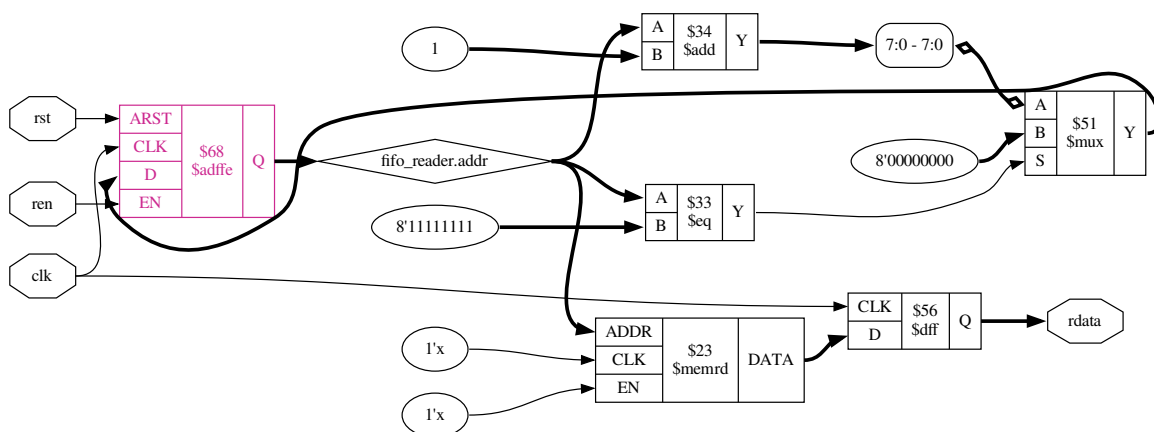 rst
ren
clk
ARST
CLK
D
EN
$68
$adffe
Q
fifo_reader.addr
1
A
B
$34
$add
Y
7:0 - 7:0
8'11111111
A
B
$33
$eq
Y
8'00000000
A
B
S
$51
$mux
Y
1'x
1'x
ADDR
CLK
EN
$23
$memrd
DATA
CLK
D
$56
$dff
Q
rdata